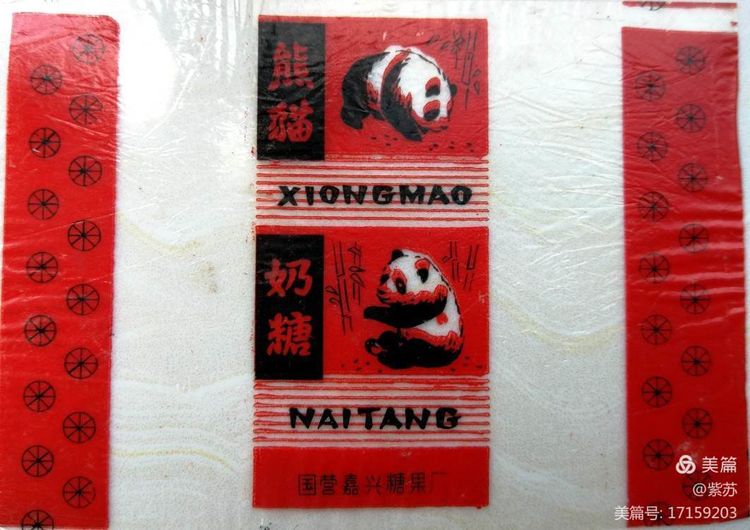 熊貓
XIONGMAO
奶糖
NAITANG
国营嘉兴糖果厂
美篇
@紫苏
美篇号: 17159203